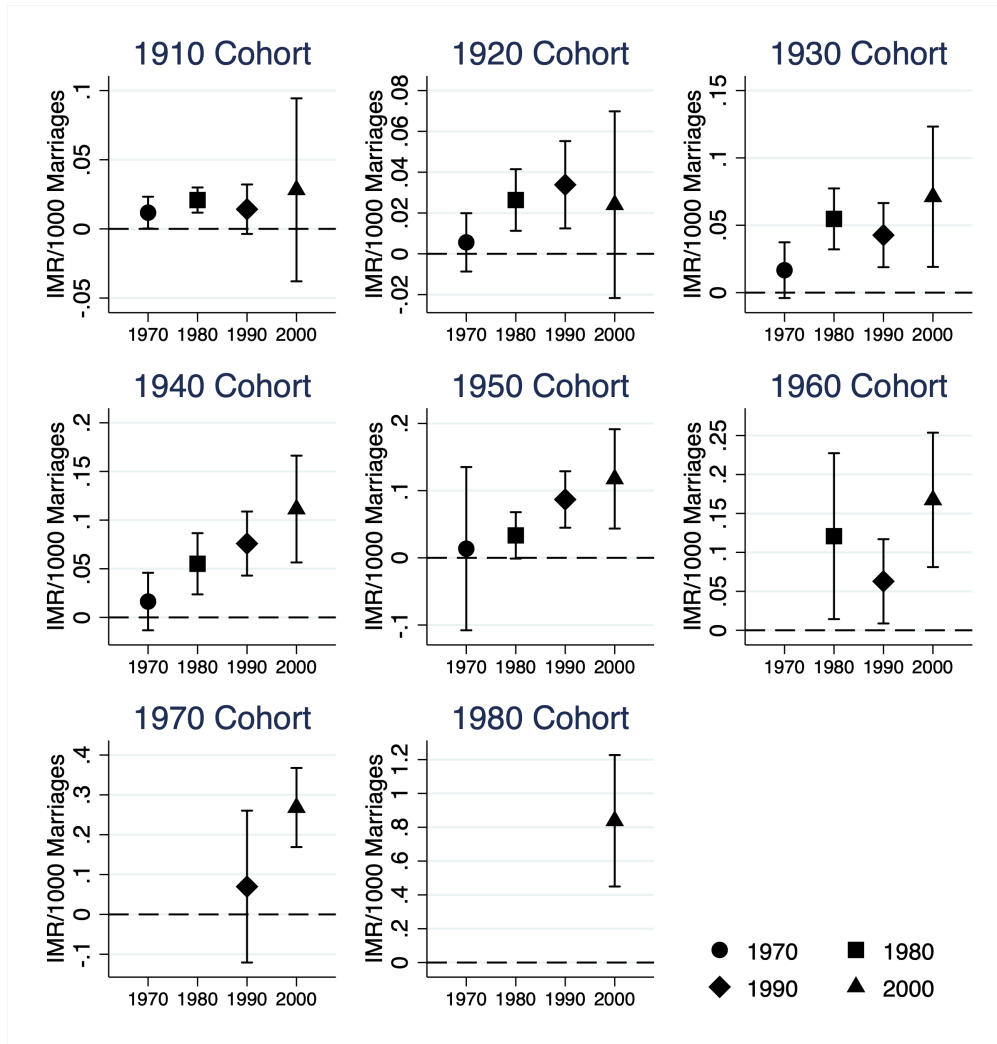 1910 Cohort
IMR/1000 Marriages
.1
.05
0
-.05
1970 1980 1990 2000
1920 Cohort
IMR/1000 Marriages
.08
.06
.04
.02
0
-.02
1970 1980 1990 2000
1930 Cohort
IMR/1000 Marriages
.15
.1
.05
0
1970 1980 1990 2000
1940 Cohort
IMR/1000 Marriages
.2
.15
.1
.05
0
1970 1980 1990 2000
1950 Cohort
IMR/1000 Marriages
.2
.1
0
-.1
1970 1980 1990 2000
1960 Cohort
IMR/1000 Marriages
.25
.2
.15
.1
.05
0
1970 1980 1990 2000
1970 Cohort
IMR/1000 Marriages
.4
.3
.2
.1
0
-.1
1970 1980 1990 2000
1980 Cohort
IMR/1000 Marriages
1.2
1
.8
.6
.4
.2
0
1970 1980 1990 2000
1970 1980
1990 2000